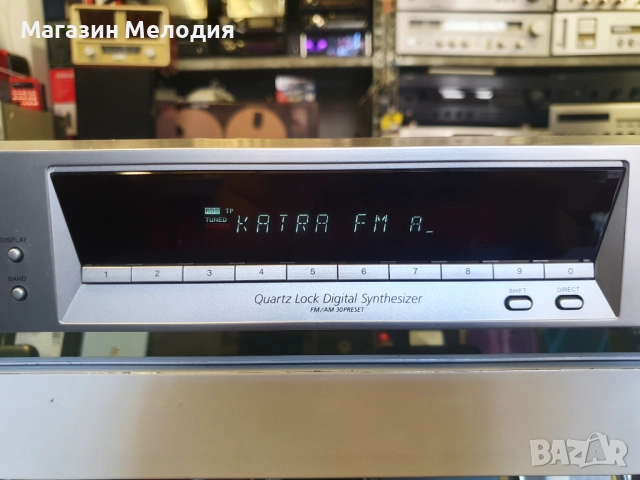 Магазин Мелодия
RDS TP
TUNED
KATRA FM A_
DISPLAY
BAND
1 2 3 4 5 6 7 8 9 0
Quartz Lock Digital Synthesizer
FM/AM 30PRESET
SHIFT
DIRECT
BAZAR